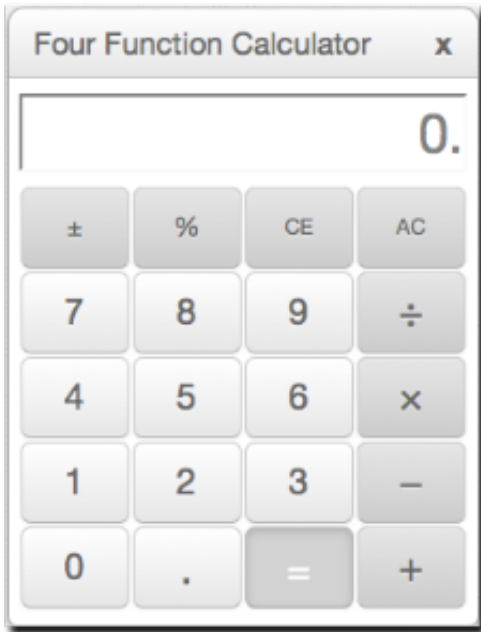 Four Function Calculator x
0.
± % CE AC
7 8 9 ÷
4 5 6 ×
1 2 3 −
0 . = +